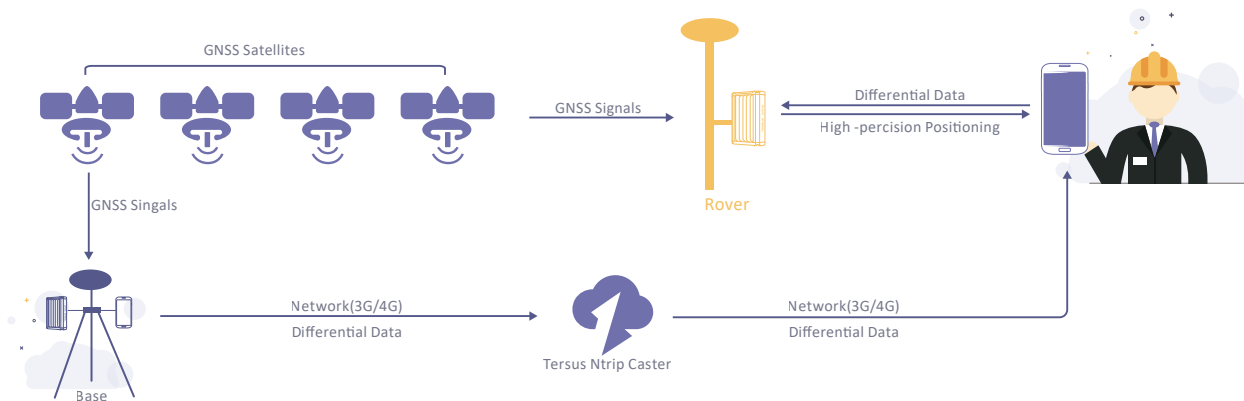 GNSS Satellites
GNSS Signals
Differential Data
High -percision Positioning
Rover
GNSS Singals
Network(3G/4G)
Differential Data
Network(3G/4G)
Differential Data
Tersus Ntrip Caster
Base